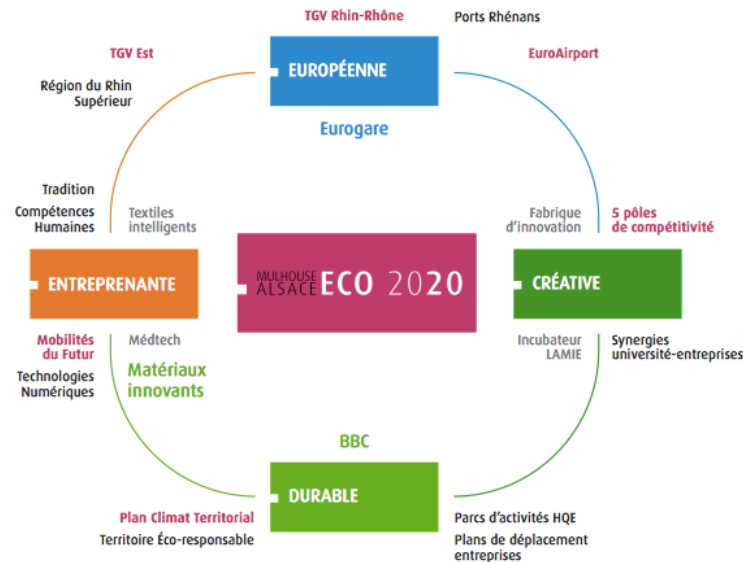 TGV Rhin-Rhône
Ports Rhénans
TGV Est
EUROPÉENNE
EuroAirport
Région du Rhin
Supérieur
Eurogare
Tradition
Compétences
Humaines
Textiles
intelligents
Fabrique
d'innovation
5 pôles
de compétitivité
ENTREPRENANTE
MULHOUSE
ALSACE ECO 2020
CRÉATIVE
Mobilités
du Futur
Médtech
Incubateur
LAMIE
Synergies
université-entreprises
Technologies
Numériques
Matériaux
innovants
BBC
DURABLE
Plan Climat Territorial
Territoire Éco-responsable
Parcs d'activités HQE
Plans de déplacement
entreprises